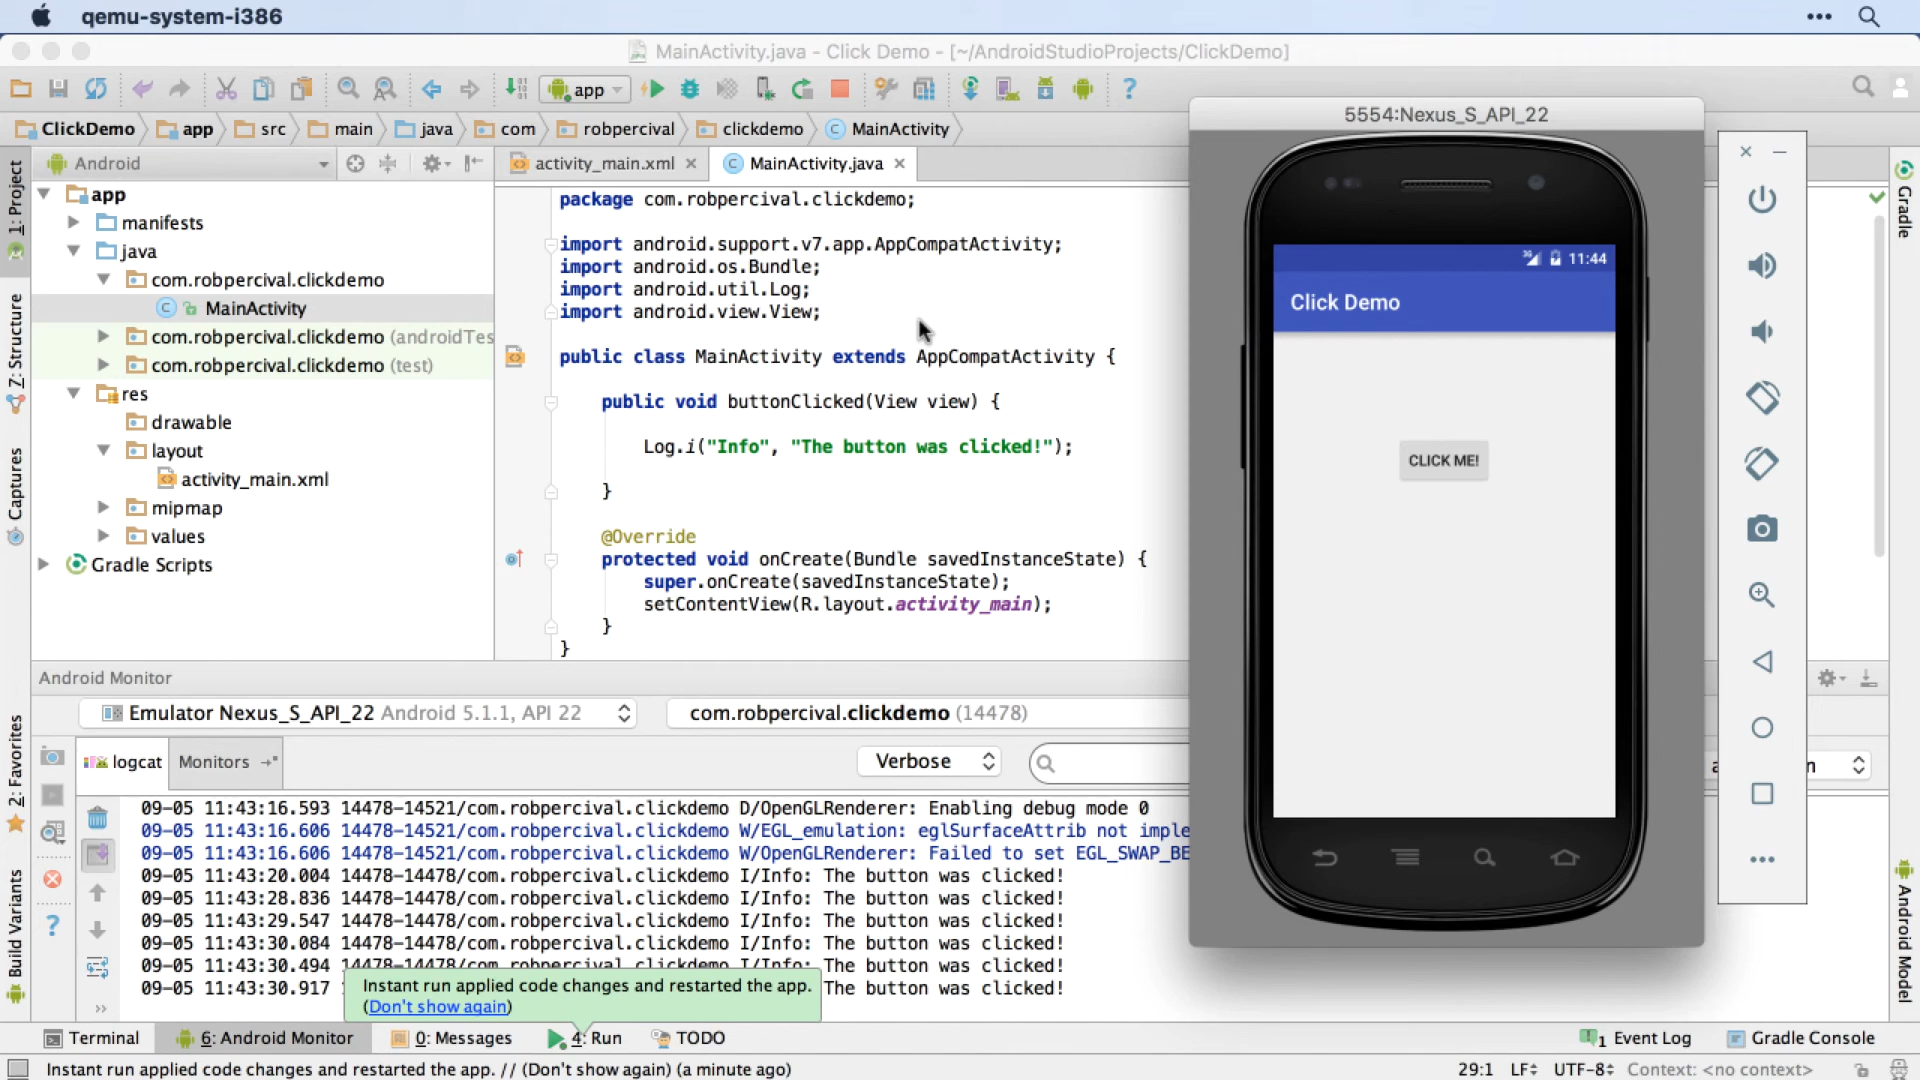 qemu-system-i386
MainActivity.java - Click Demo - [~/AndroidStudioProjects/ClickDemo]
app
ClickDemo app src main java com robpercival clickdemo MainActivity
5554:Nexus_S_API_22
Android
activity_main.xml
MainActivity.java
1: Project
Z: Structure
Captures
2: Favorites
Build Variants
app
manifests
java
com.robpercival.clickdemo
MainActivity
com.robpercival.clickdemo (androidTes
com.robpercival.clickdemo (test)
res
drawable
layout
activity_main.xml
mipmap
values
Gradle Scripts
package com.robpercival.clickdemo;
import android.support.v7.app.AppCompatActivity;
import android.os.Bundle;
import android.util.Log;
import android.view.View;
public class MainActivity extends AppCompatActivity {
public void buttonClicked(View view) {
Log.i("Info", "The button was clicked!");
}
@Override
protected void onCreate(Bundle savedInstanceState) {
super.onCreate(savedInstanceState);
setContentView(R.layout.activity_main);
}
}
3G 11:44
Click Demo
CLICK ME!
Gradle
Android Model
Android Monitor
Emulator Nexus_S_API_22 Android 5.1.1, API 22
com.robpercival.clickdemo (14478)
logcat
Monitors
Verbose
09-05 11:43:16.593 14478-14521/com.robpercival.clickdemo D/OpenGLRenderer: Enabling debug mode 0
09-05 11:43:16.606 14478-14521/com.robpercival.clickdemo W/EGL_emulation: eglSurfaceAttrib not imple
09-05 11:43:16.606 14478-14521/com.robpercival.clickdemo W/OpenGLRenderer: Failed to set EGL_SWAP_BE
09-05 11:43:20.004 14478-14478/com.robpercival.clickdemo I/Info: The button was clicked!
09-05 11:43:28.836 14478-14478/com.robpercival.clickdemo I/Info: The button was clicked!
09-05 11:43:29.547 14478-14478/com.robpercival.clickdemo I/Info: The button was clicked!
09-05 11:43:30.084 14478-14478/com.robpercival.clickdemo I/Info: The button was clicked!
09-05 11:43:30.494 14478-14478/com.robpercival.clickdemo I/Info: The button was clicked!
09-05 11:43:30.917 The button was clicked!
Instant run applied code changes and restarted the app.
(Don't show again)
Terminal
6: Android Monitor
0: Messages
4: Run
TODO
1 Event Log
Gradle Console
Instant run applied code changes and restarted the app. // (Don't show again) (a minute ago)
29:1 LF UTF-8 Context: <no context>